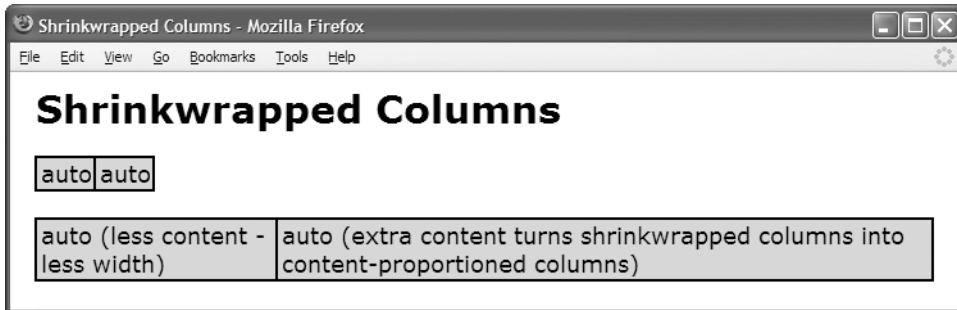 Shrinkwrapped Columns - Mozilla Firefox
File Edit View Go Bookmarks Tools Help
Shrinkwrapped Columns
auto auto
auto (less content - less width)
auto (extra content turns shrinkwrapped columns into content-proportioned columns)